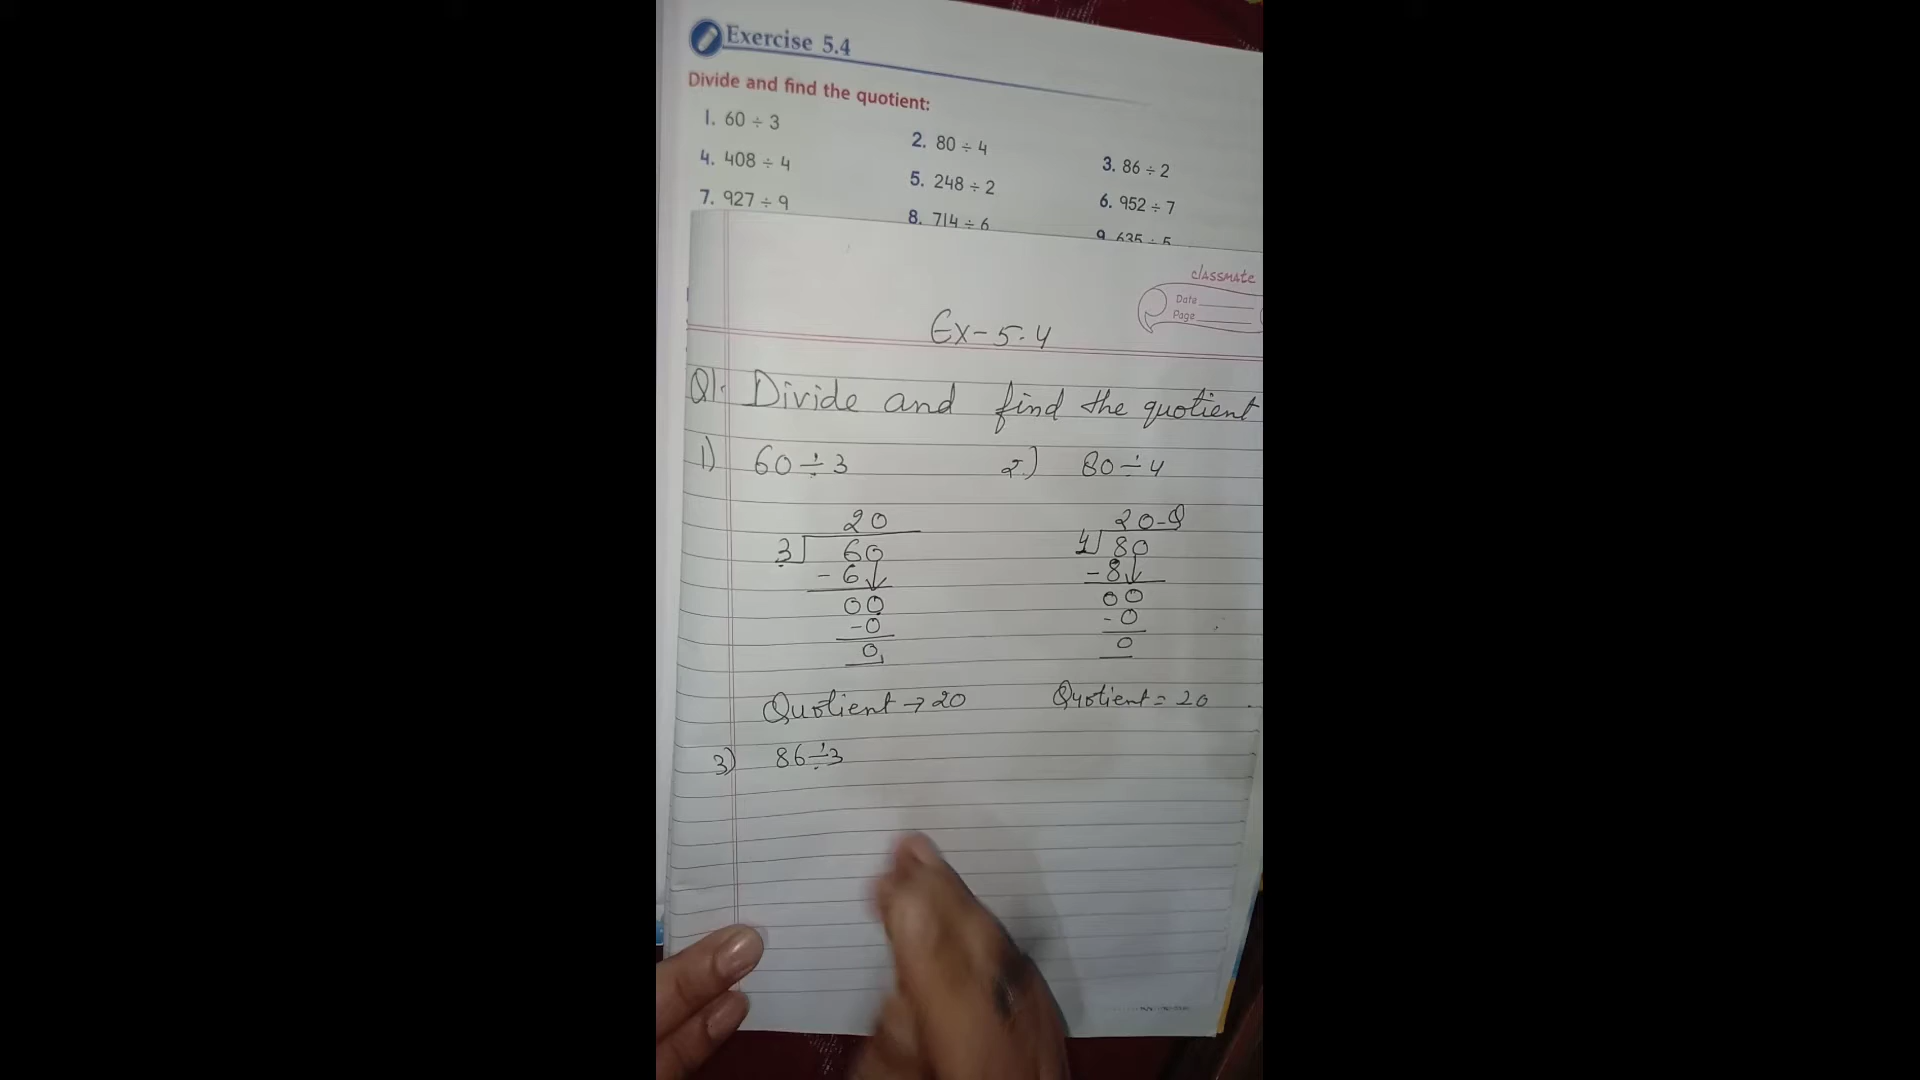 Exercise 5.4
Divide and find the quotient:
1. 60 ÷ 3
2. 80 ÷ 4
3. 86 ÷ 2
4. 408 ÷ 4
5. 248 ÷ 2
6. 952 ÷ 7
7. 927 ÷ 9
8. 714 ÷ 6
9. 635 ÷ 5
classmate
Date
Page
Ex-5.4
Q1. Divide and find the quotient
1) 60÷3
2) 80÷4
20
3 60
-6
00
-0
0
20-Q
4 80
-8
00
-0
0
Quotient → 20
Quotient = 20
3) 86÷3